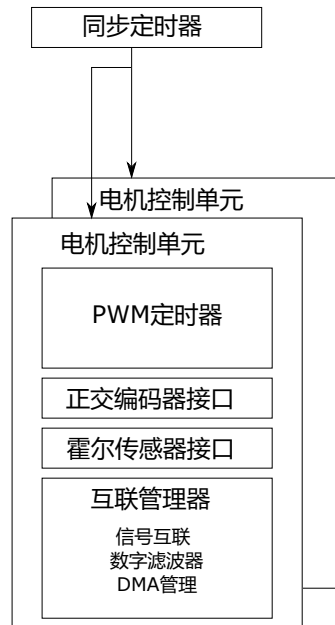 同步定时器
电机控制单元
电机控制单元
PWM定时器
正交编码器接口
霍尔传感器接口
互联管理器
信号互联
数字滤波器
DMA管理